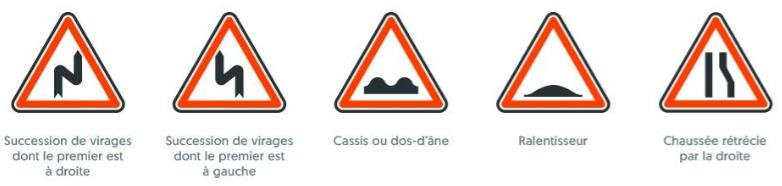 Succession de virages
dont le premier est
à droite
Succession de virages
dont le premier est
à gauche
Cassis ou dos-d'âne
Ralentisseur
Chaussée rétrécie
par la droite